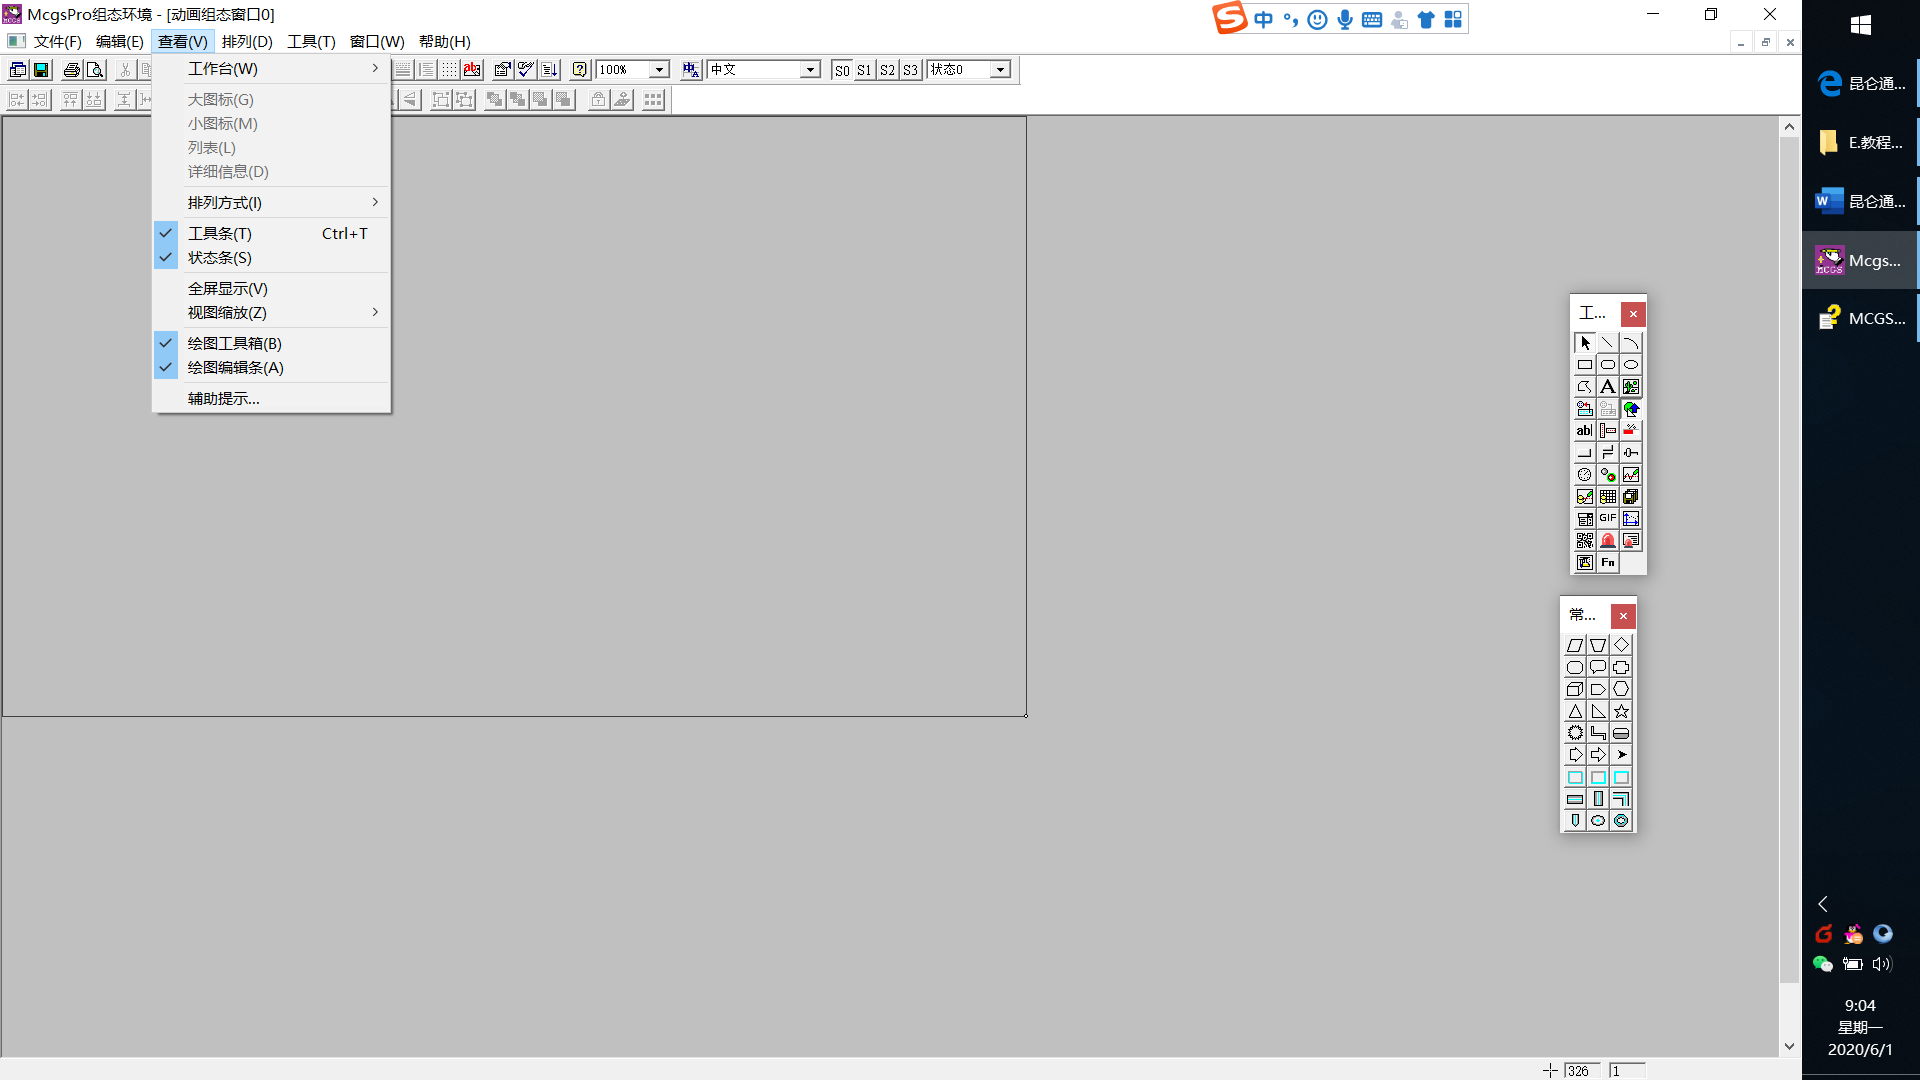 McgsPro组态环境 - [动画组态窗口0]
文件(F) 编辑(E) 查看(V) 排列(D) 工具(T) 窗口(W) 帮助(H)
100% 中文 S0 S1 S2 S3 状态0
工作台(W)
大图标(G)
小图标(M)
列表(L)
详细信息(D)
排列方式(I)
工具条(T) Ctrl+T
状态条(S)
全屏显示(V)
视图缩放(Z)
绘图工具箱(B)
绘图编辑条(A)
辅助提示...
工...
A
ab|
GIF
Fn
常...
S 中
昆仑通...
E.教程...
昆仑通...
Mcgs...
MCGS...
9:04
星期一
2020/6/1
326 1